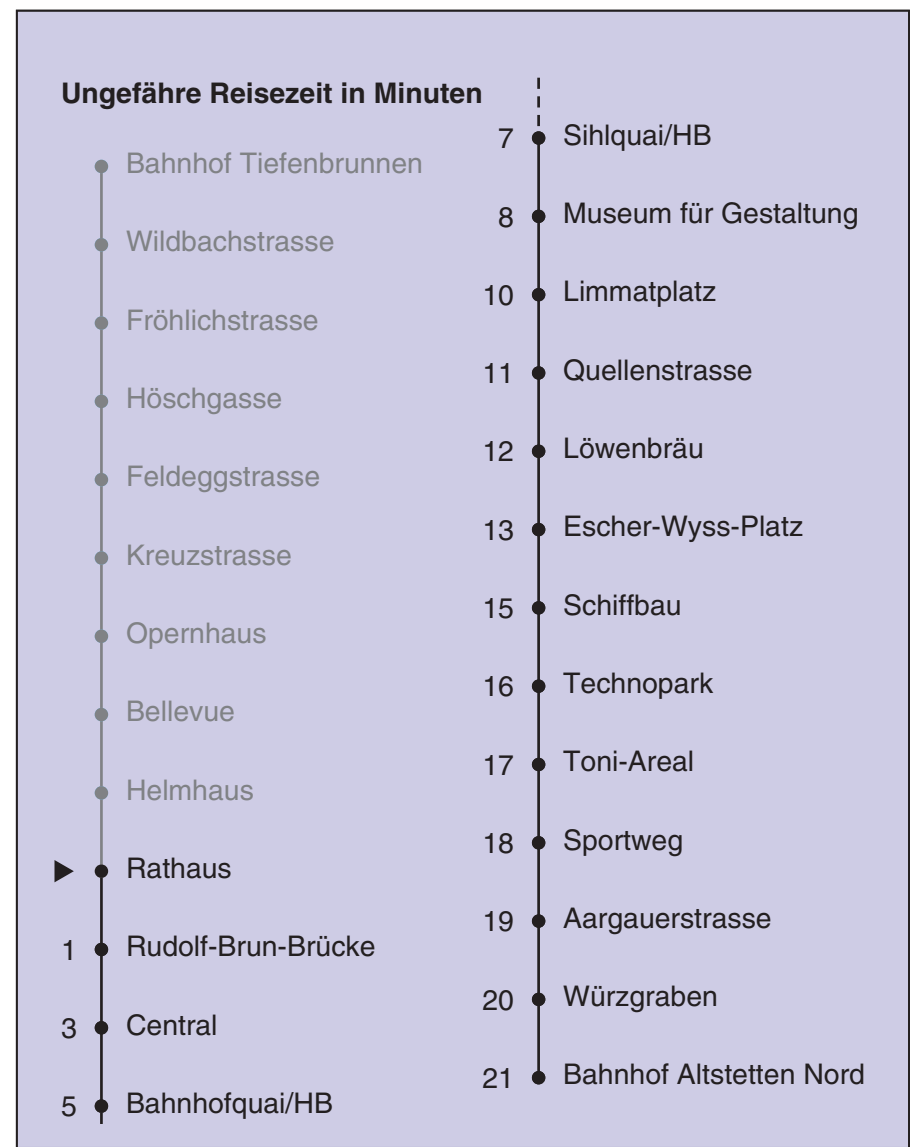 Ungefähre Reisezeit in Minuten
Bahnhof Tiefenbrunnen
Wildbachstrasse
Fröhlichstrasse
Höschgasse
Feldeggstrasse
Kreuzstrasse
Opernhaus
Bellevue
Helmhaus
Rathaus
1 Rudolf-Brun-Brücke
3 Central
5 Bahnhofquai/HB
7 Sihlquai/HB
8 Museum für Gestaltung
10 Limmatplatz
11 Quellenstrasse
12 Löwenbräu
13 Escher-Wyss-Platz
15 Schiffbau
16 Technopark
17 Toni-Areal
18 Sportweg
19 Aargauerstrasse
20 Würzgraben
21 Bahnhof Altstetten Nord